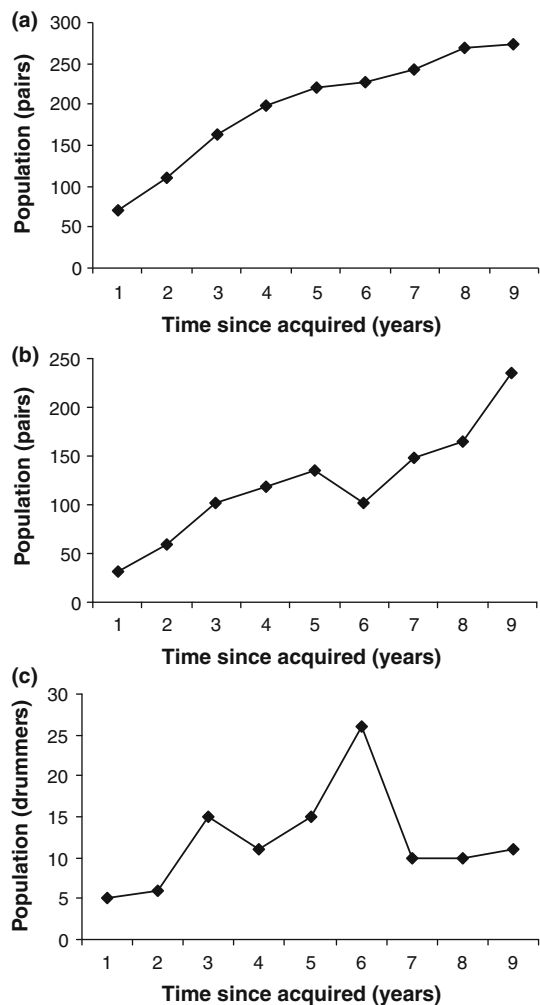 (a)
Population (pairs)
300
250
200
150
100
50
0
1 2 3 4 5 6 7 8 9
Time since acquired (years)
(b)
Population (pairs)
250
200
150
100
50
0
1 2 3 4 5 6 7 8 9
Time since acquired (years)
(c)
Population (drummers)
30
25
20
15
10
5
0
1 2 3 4 5 6 7 8 9
Time since acquired (years)